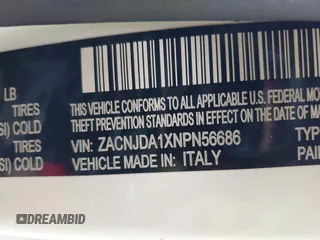 LB
TIRES
SI) COLD
TIRES
SI) COLD
THIS VEHICLE CONFORMS TO ALL APPLICABLE U.S. FEDERAL MO
THEFT PREVENTION STANDARDS IN EFFECT ON THE DATE OF MA
VIN: ZACNJDA1XNPN56686
VEHICLE MADE IN: ITALY
TYP
PAI
DREAMBID